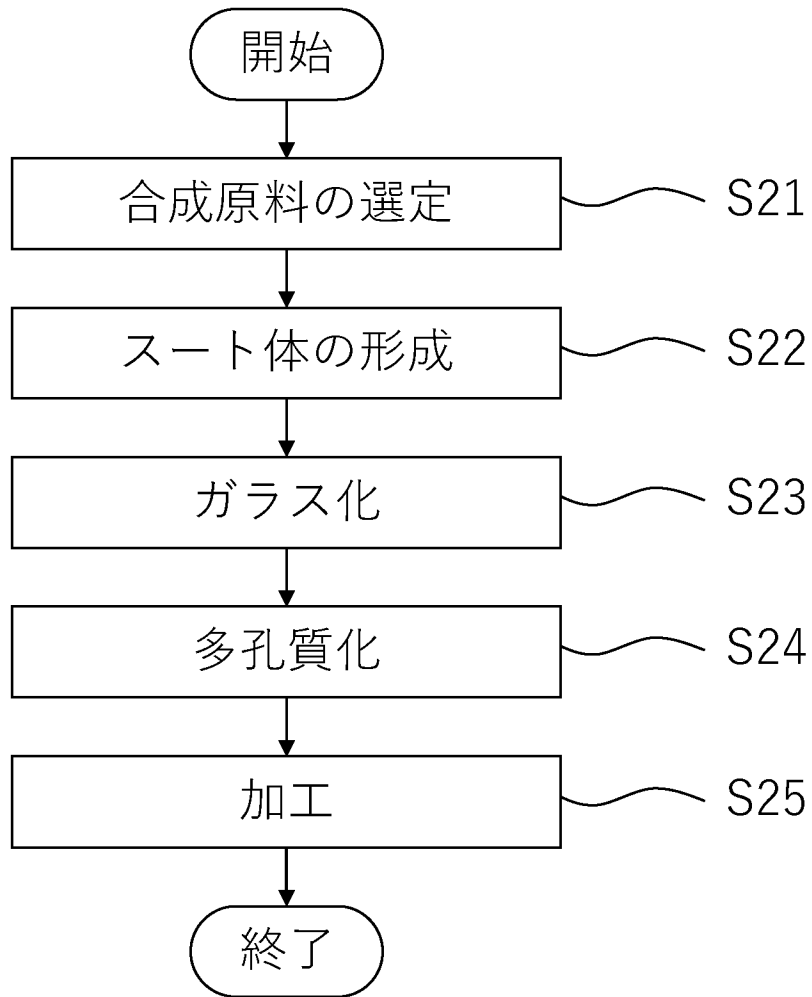 開始
合成原料の選定
S21
スート体の形成
S22
ガラス化
S23
多孔質化
S24
加工
S25
終了